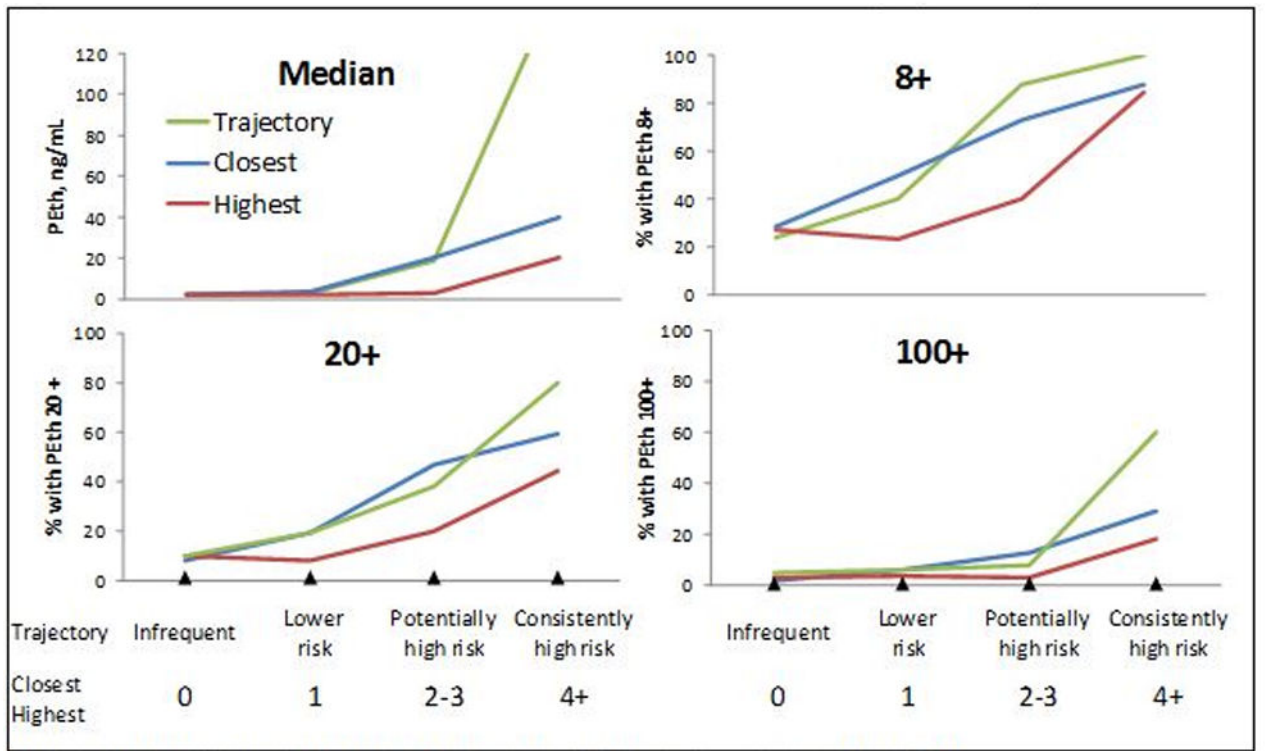 Median
PEth, ng/mL
120
100
80
60
40
20
0
Trajectory
Closest
Highest
8+
% with PEth 8+
100
80
60
40
20
0
20+
% with PEth 20 +
100
80
60
40
20
0
100+
% with PEth 100+
100
80
60
40
20
0
Trajectory
Infrequent
Lower
risk
Potentially
high risk
Consistently
high risk
Infrequent
Lower
risk
Potentially
high risk
Consistently
high risk
Closest
Highest
0 1 2-3 4+
0 1 2-3 4+